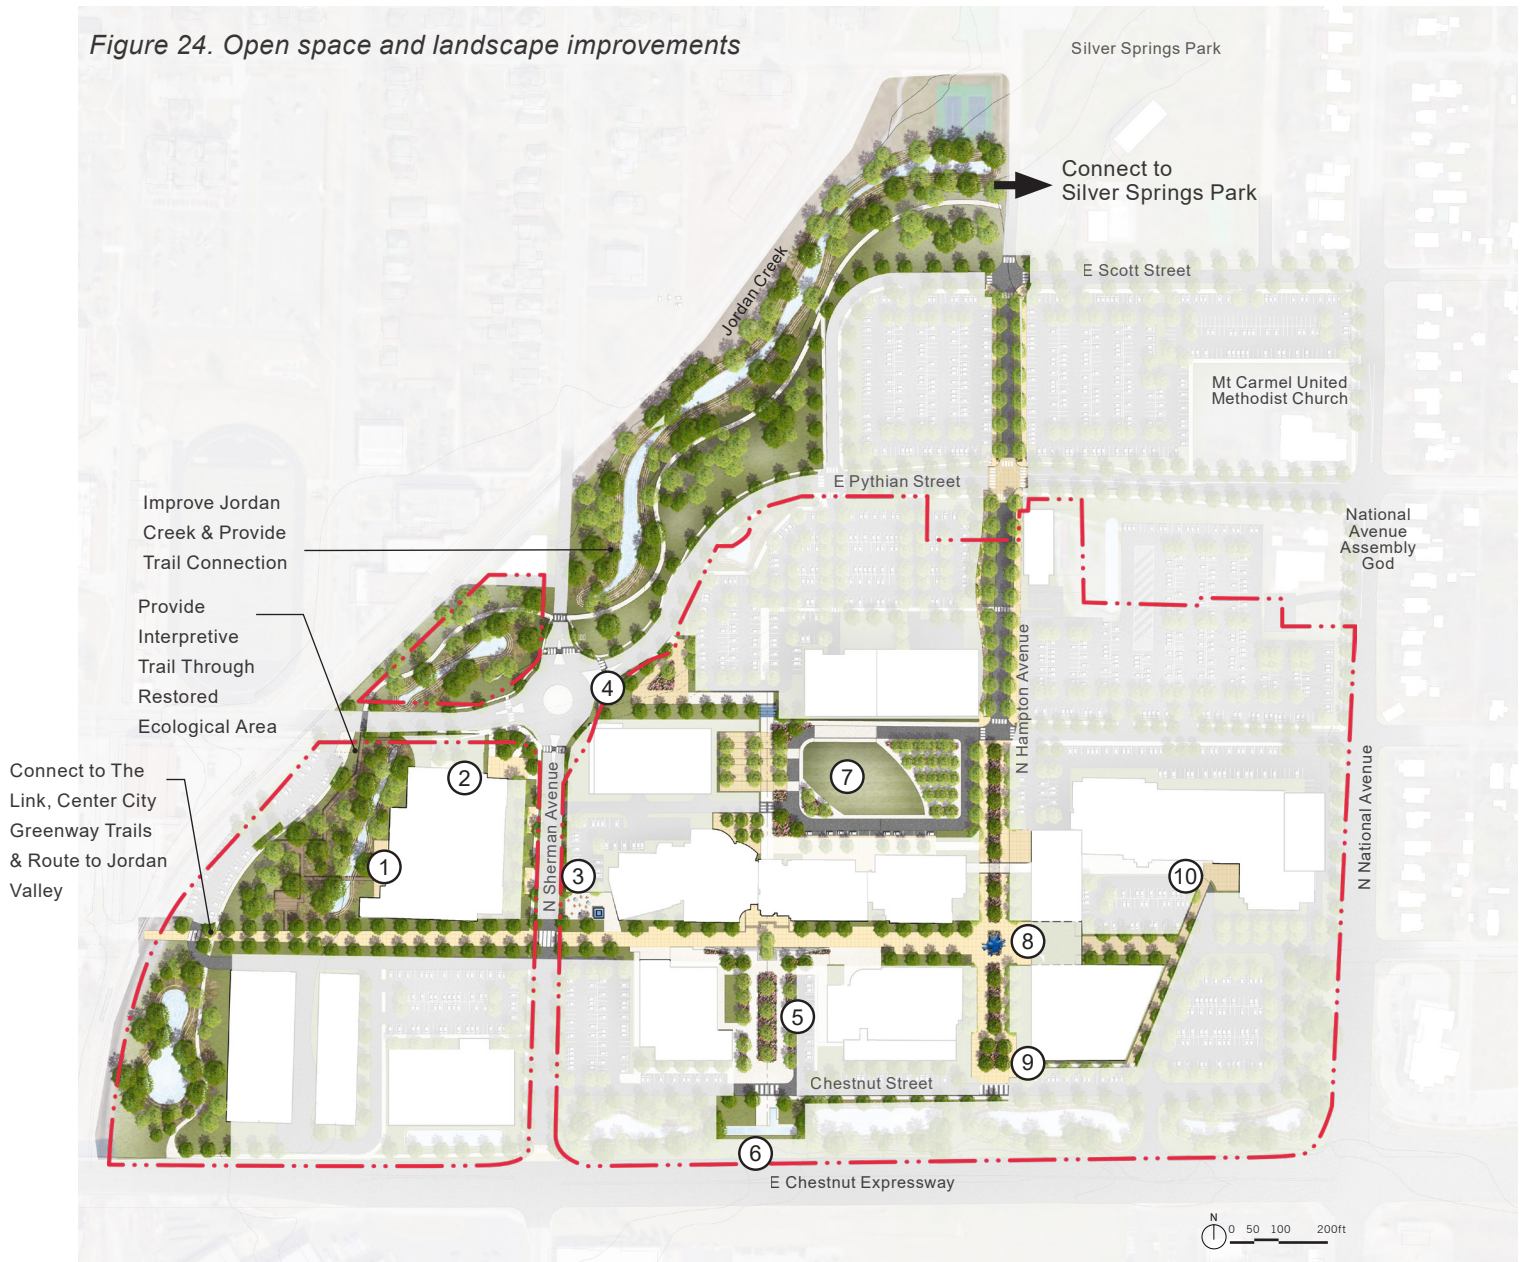 Figure 24. Open space and landscape improvements
Silver Springs Park
Connect to
Silver Springs Park
Jordan Creek
E Scott Street
Mt Carmel United
Methodist Church
E Pythian Street
Improve Jordan
Creek & Provide
Trail Connection
National
Avenue
Assembly
God
Provide
Interpretive
Trail Through
Restored
Ecological Area
4
N Hampton Avenue
Connect to The
Link, Center City
Greenway Trails
& Route to Jordan
Valley
2
7
N Sherman Avenue
N National Avenue
1
3
10
8
5
9
Chestnut Street
6
E Chestnut Expressway
N
0 50 100 200ft